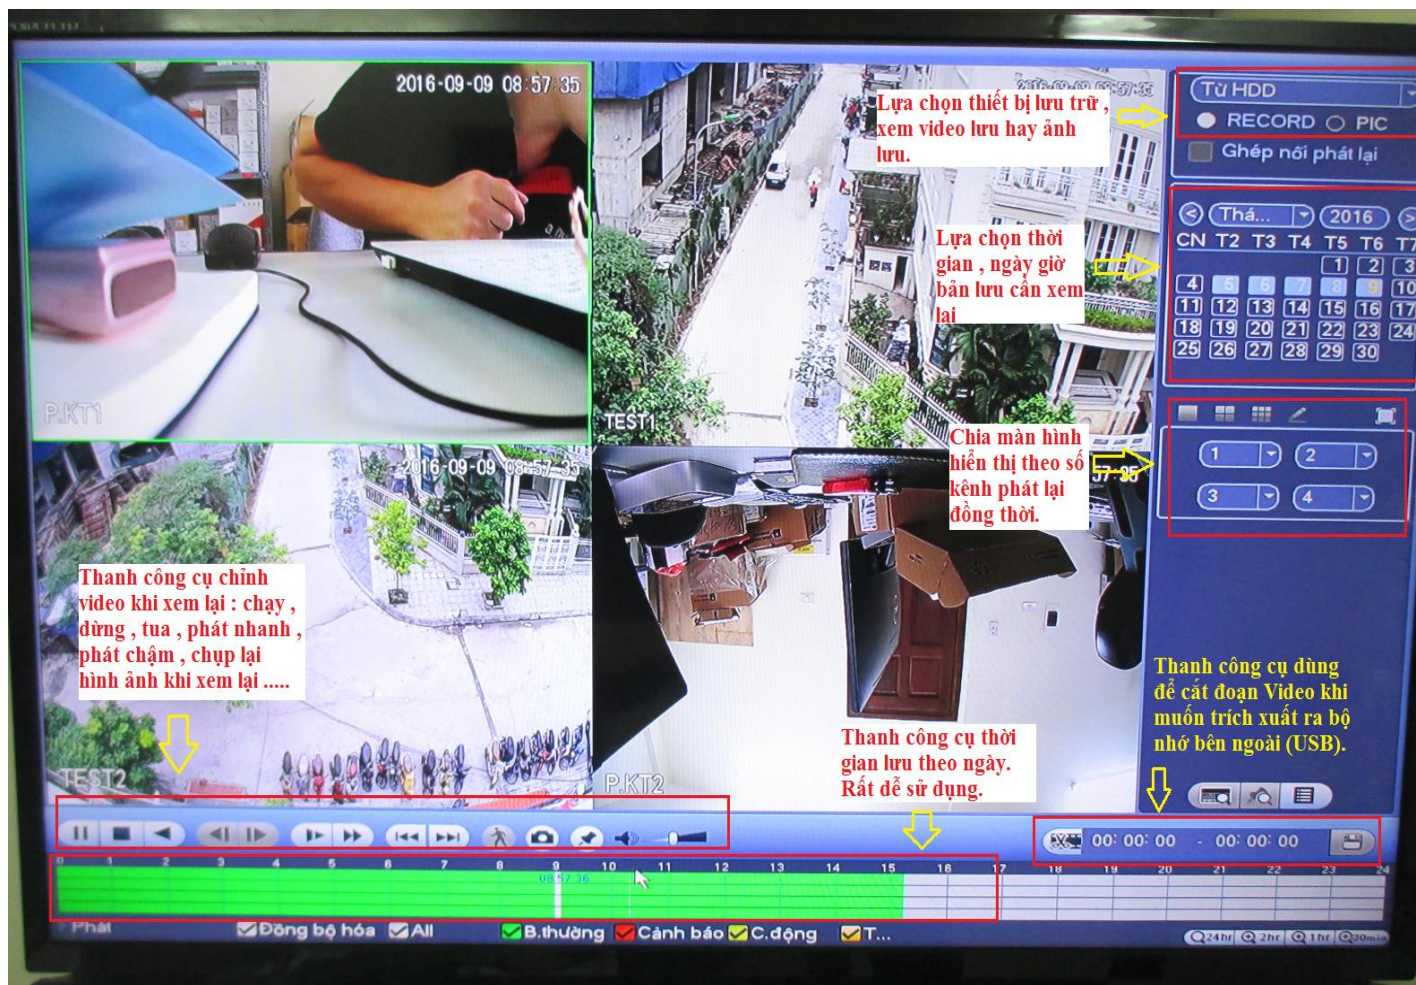 2016-09-09 08:57:35
Từ HDD
RECORD
PIC
Ghép nối phát lại
Lựa chọn thiết bị lưu trữ ,
xem video lưu hay ảnh
lưu.
Thá...
2016
CN T2 T3 T4 T5 T6 T7
1 2 3
4 5 6 7 8 9 10
11 12 13 14 15 16 17
18 19 20 21 22 23 24
25 26 27 28 29 30
Lựa chọn thời
gian , ngày giờ
bản lưu cần xem
lại
P.KT1
TEST1
2016-09-09 08:57:35
Chia màn hình
hiển thị theo số
kênh phát lại
đồng thời.
1 2
3 4
Thanh công cụ chỉnh
video khi xem lại : chạy ,
dừng , tua , phát nhanh ,
phát chậm , chụp lại
hình ảnh khi xem lại .....
Thanh công cụ dùng
để cắt đoạn Video khi
muốn trích xuất ra bộ
nhớ bên ngoài (USB).
Thanh công cụ thời
gian lưu theo ngày.
Rất dễ sử dụng.
TEST2
P.KT2
00: 00: 00 - 00: 00: 00
0 1 2 3 4 5 6 7 8 9 10 11 12 13 14 15 16 17 18 19 20 21 22 23 24
08:57:36
Phát
Đồng bộ hóa
All
B.thường
Cảnh báo
C.động
T...
24hr
2hr
1hr
30min